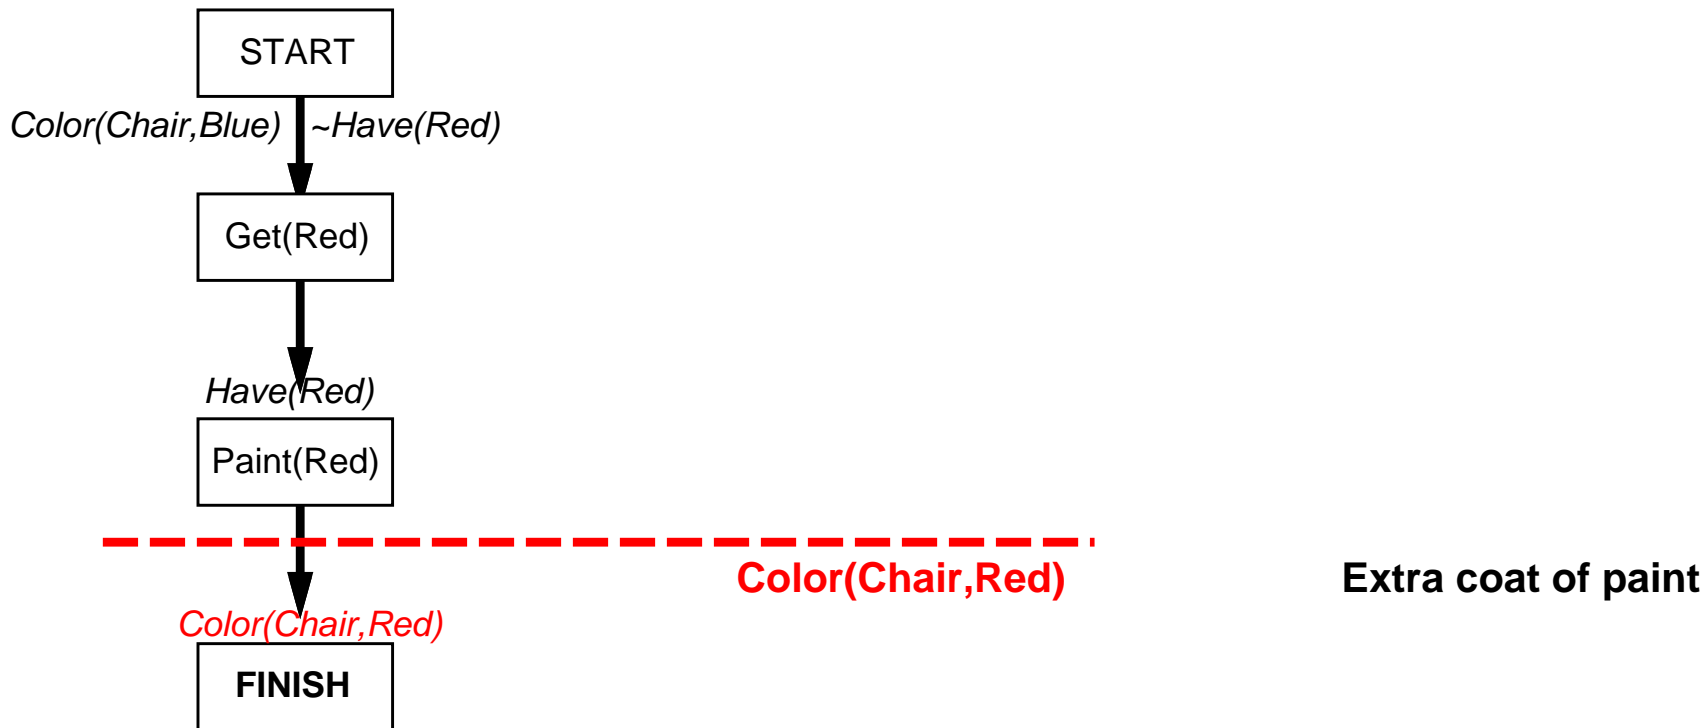 START
Color(Chair,Blue) ~Have(Red)
Get(Red)
Have(Red)
Paint(Red)
Color(Chair,Red) Extra coat of paint
Color(Chair,Red)
FINISH